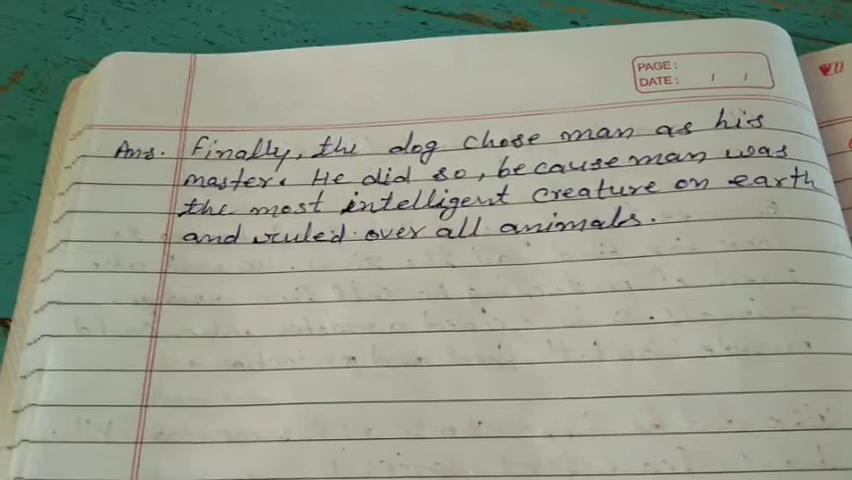 PAGE:
DATE: / /
Ans. Finally, the dog chose man as his
master. He did so, because man was
the most intelligent creature on earth
and ruled over all animals.